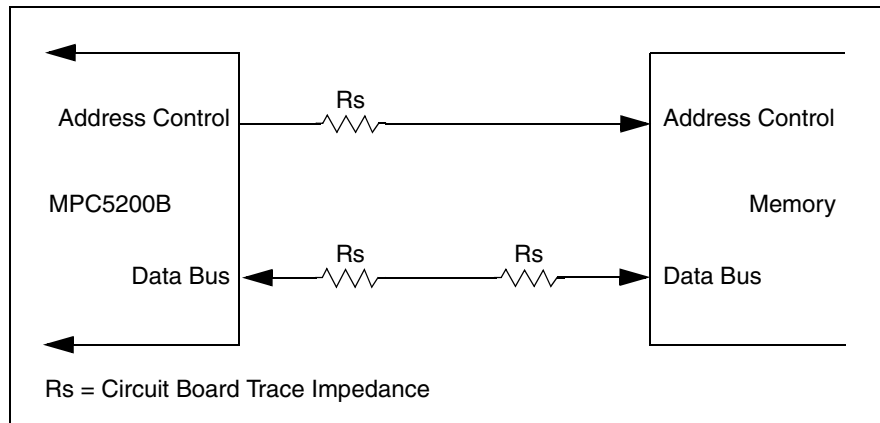 Rs
Address Control
Address Control
MPC5200B
Memory
Rs
Rs
Data Bus
Data Bus
Rs = Circuit Board Trace Impedance